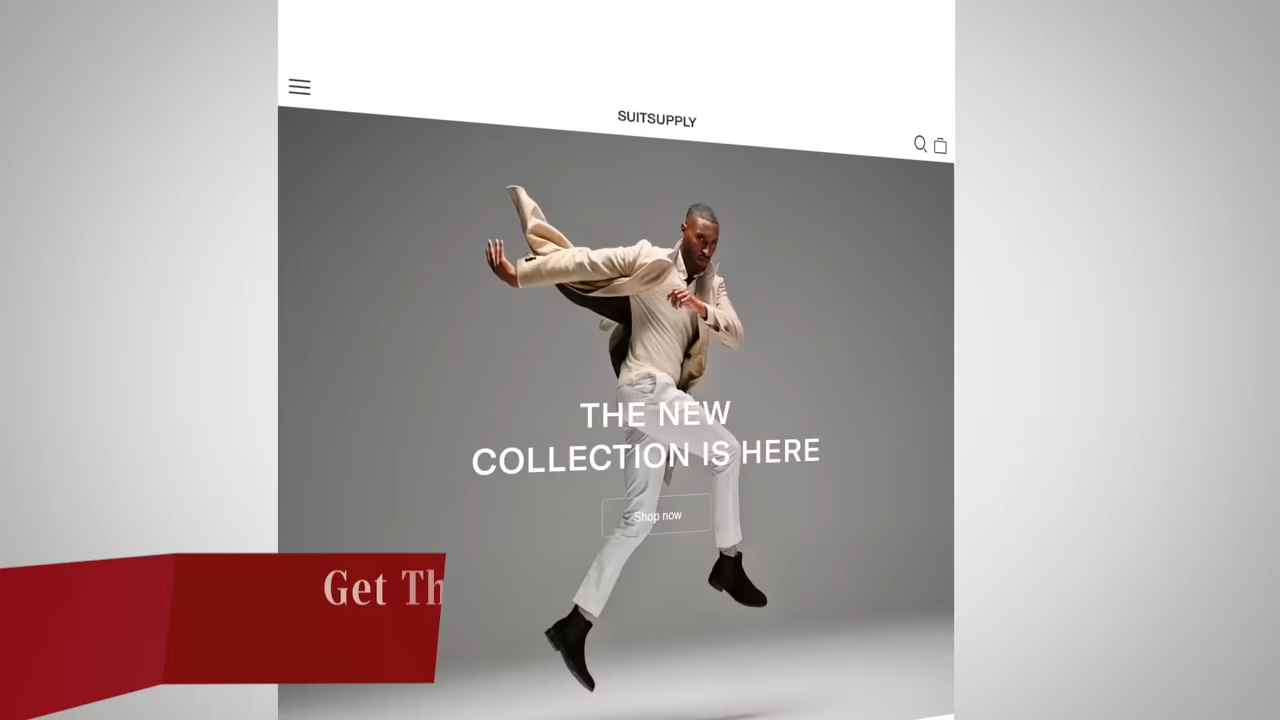 SUITSUPPLY
THE NEW
COLLECTION IS HERE
Shop now
Get Th